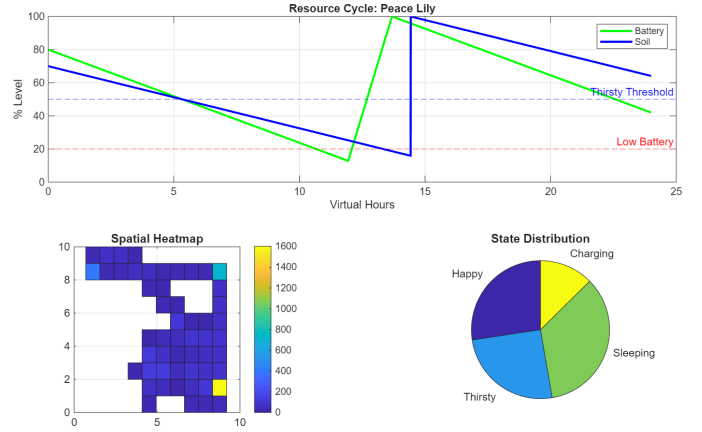 Resource Cycle: Peace Lily
100
80
60
40
20
0
% Level
Battery
Soil
Thirsty Threshold
Low Battery
0 5 10 15 20 25
Virtual Hours
Spatial Heatmap
10
8
6
4
2
0
0 5 10
1600
1400
1200
1000
800
600
400
200
0
State Distribution
Charging
Happy
Sleeping
Thirsty